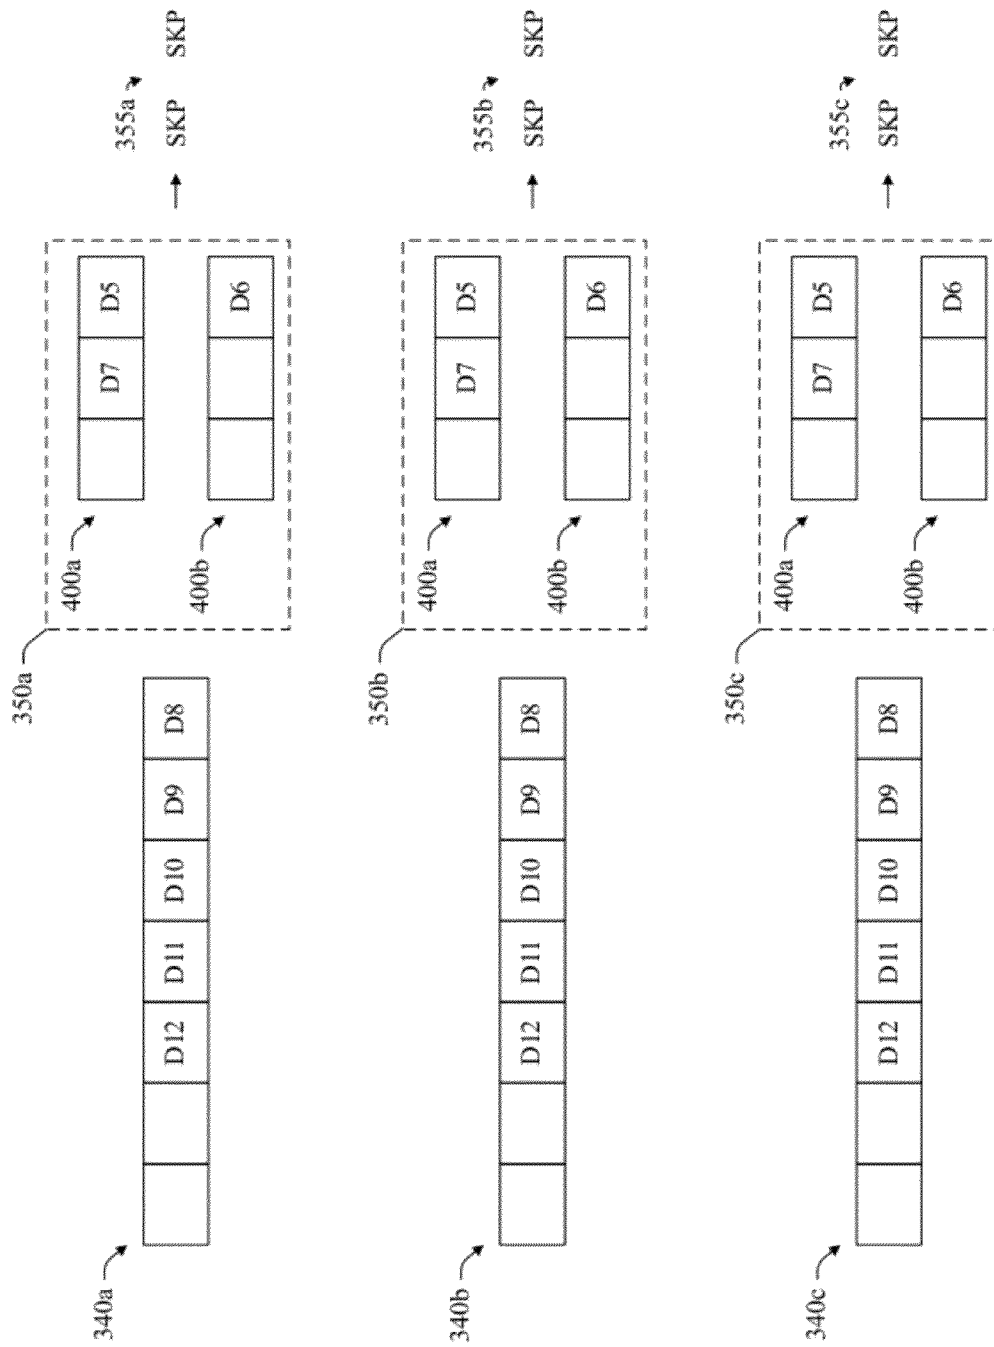 350a
355a
400a
D7
D5
SKP
SKP
400b
D6
340a
D12
D11
D10
D9
D8
350b
355b
400a
D7
D5
SKP
SKP
400b
D6
340b
D12
D11
D10
D9
D8
350c
355c
400a
D7
D5
SKP
SKP
400b
D6
340c
D12
D11
D10
D9
D8